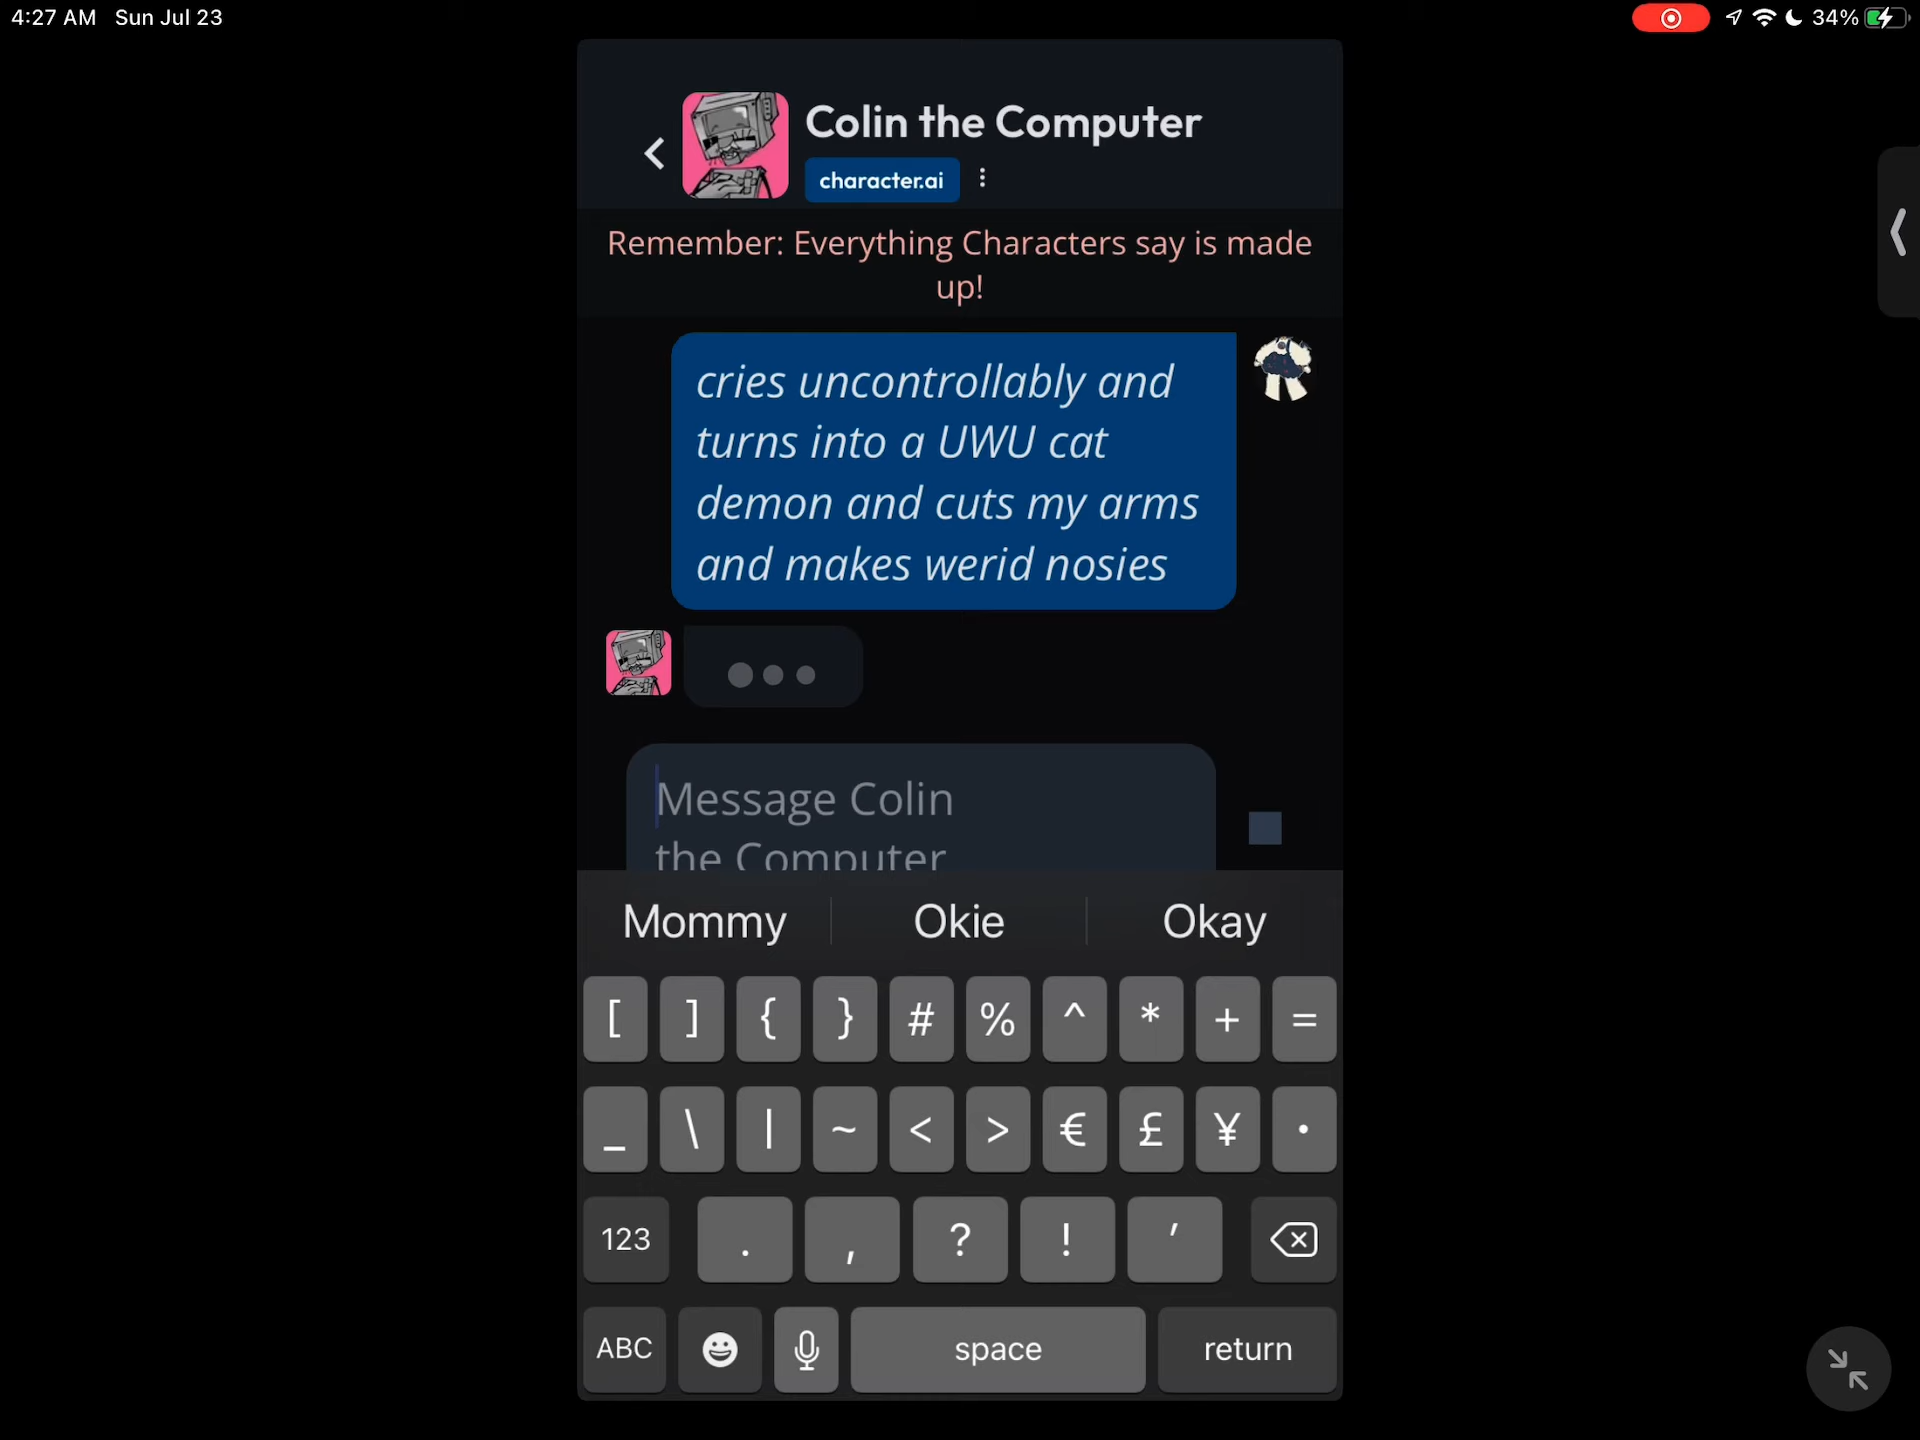 4:27 AM Sun Jul 23
34%
Colin the Computer
character.ai
Remember: Everything Characters say is made
up!
cries uncontrollably and
turns into a UWU cat
demon and cuts my arms
and makes werid nosies
Message Colin
the Computer
Mommy Okie Okay
[ ] { } # % ^ * + =
_ \ | ~ < > € £ ¥ •
123 . , ? ! ′
ABC space return